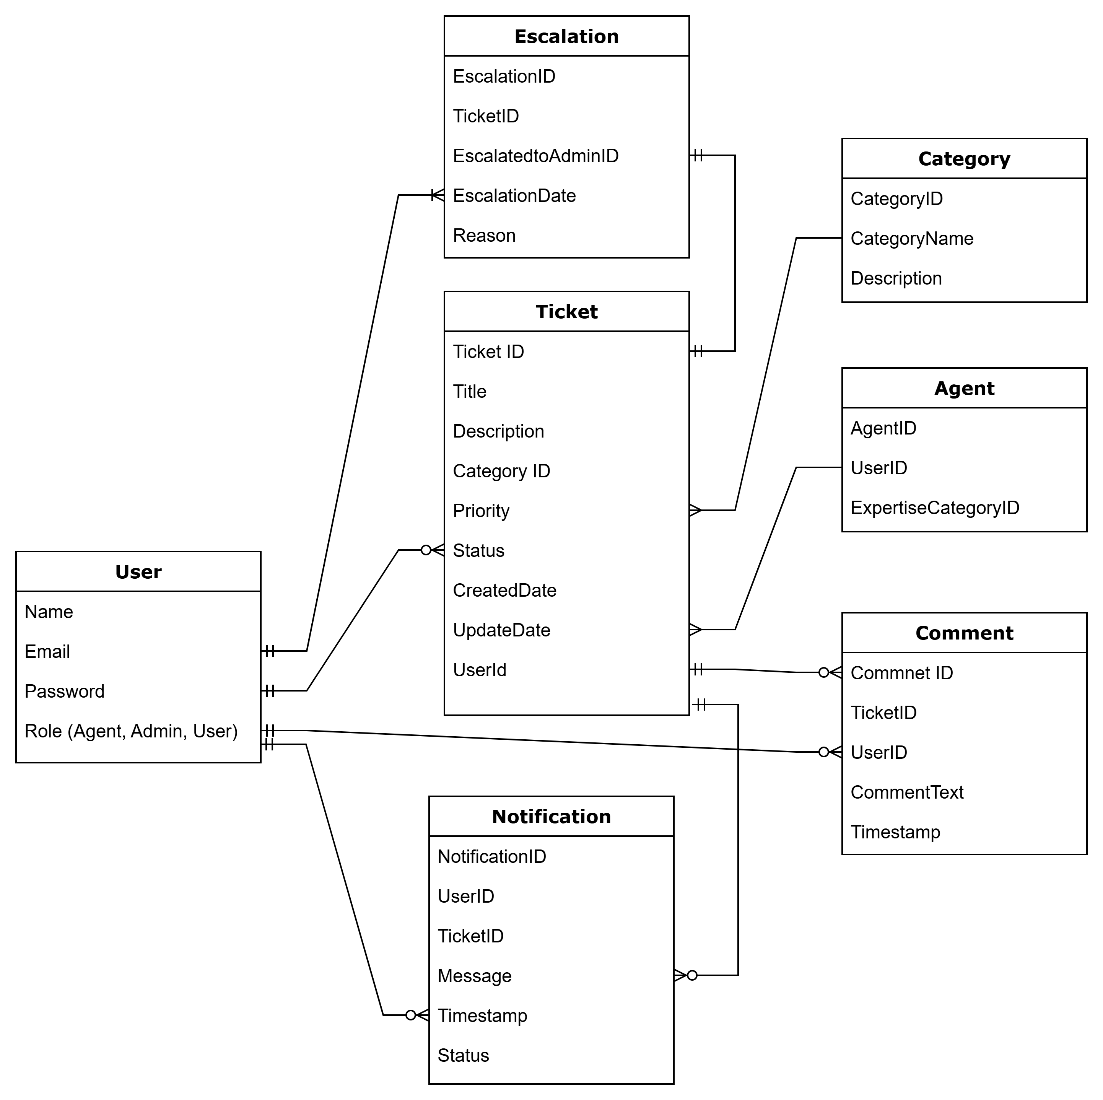 Escalation
EscalationID
TicketID
EscalatedtoAdminID
EscalationDate
Reason
Category
CategoryID
CategoryName
Description
Ticket
Ticket ID
Title
Description
Category ID
Priority
Status
CreatedDate
UpdateDate
UserId
Agent
AgentID
UserID
ExpertiseCategoryID
User
Name
Email
Password
Role (Agent, Admin, User)
Comment
Commnet ID
TicketID
UserID
CommentText
Timestamp
Notification
NotificationID
UserID
TicketID
Message
Timestamp
Status